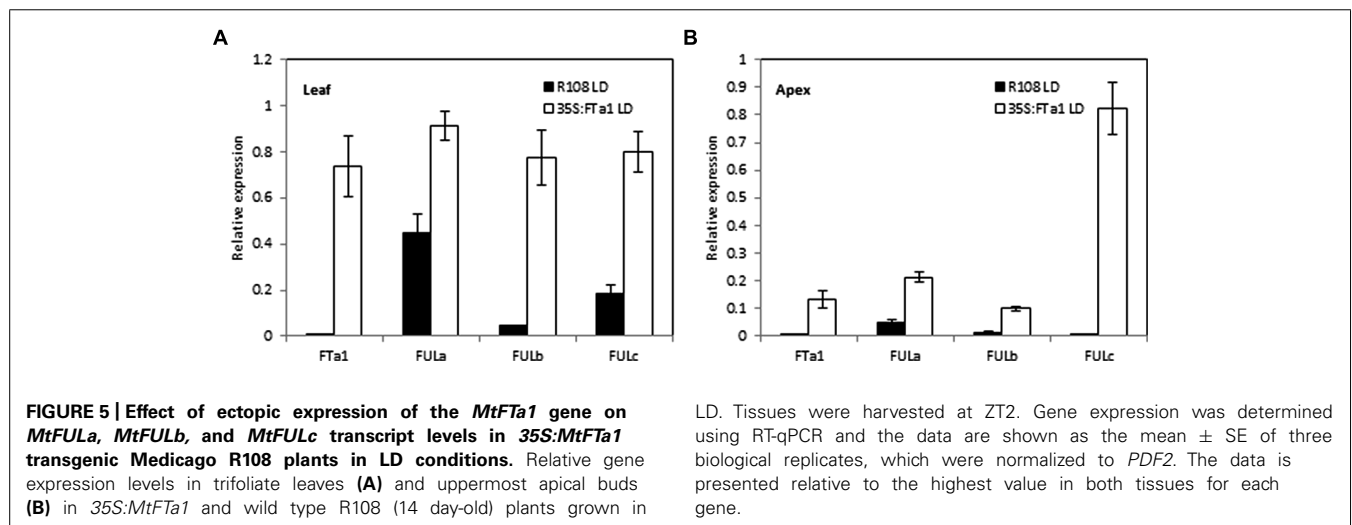 A
1.2
1
0.8
0.6
0.4
0.2
0
Relative expression
Leaf
R108 LD
35S:FTa1 LD
FTa1 FULa FULb FULc
B
1
0.9
0.8
0.7
0.6
0.5
0.4
0.3
0.2
0.1
0
Relative expression
Apex
R108 LD
35S:FTa1 LD
FTa1 FULa FULb FULc
FIGURE 5 | Effect of ectopic expression of the MtFTa1 gene on
MtFULa, MtFULb, and MtFULc transcript levels in 35S:MtFTa1
transgenic Medicago R108 plants in LD conditions. Relative gene
expression levels in trifoliate leaves (A) and uppermost apical buds
(B) in 35S:MtFTa1 and wild type R108 (14 day-old) plants grown in
LD. Tissues were harvested at ZT2. Gene expression was determined
using RT-qPCR and the data are shown as the mean ± SE of three
biological replicates, which were normalized to PDF2. The data is
presented relative to the highest value in both tissues for each
gene.